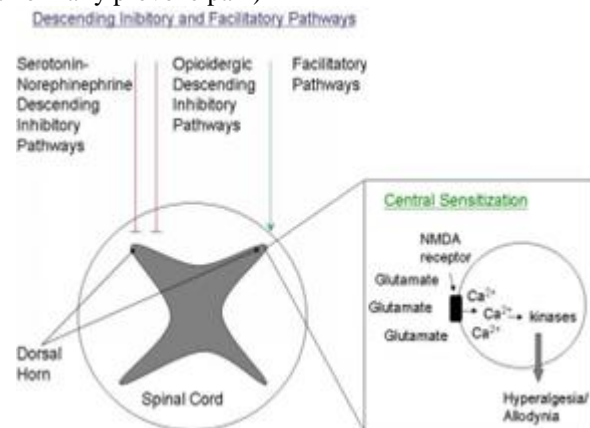 Descending Inibitory and Facilitatory Pathways
Serotonin-
Norephinephrine
Descending
Inhibitory
Pathways
Opioidergic
Descending
Inhibitory
Pathways
Facilitatory
Pathways
Central Sensitization
NMDA
receptor
Glutamate
Glutamate
Glutamate
Ca2+
Ca2+
Ca2+
kinases
Hyperalgesia/
Allodynia
Dorsal
Horn
Spinal Cord